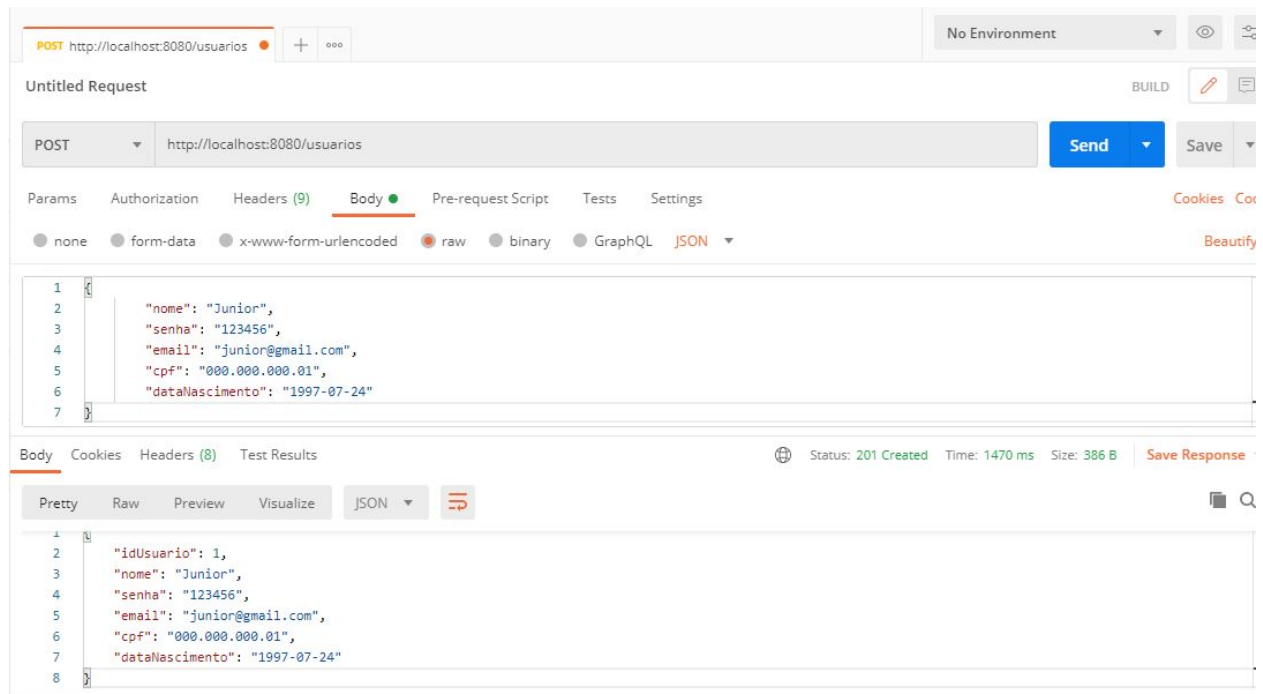 POST http://localhost:8080/usuarios
No Environment
Untitled Request
BUILD
POST http://localhost:8080/usuarios Send Save
Params Authorization Headers (9) Body Pre-request Script Tests Settings Cookies
none form-data x-www-form-urlencoded raw binary GraphQL JSON Beautify
1 {
2 "nome": "Junior",
3 "senha": "123456",
4 "email": "junior@gmail.com",
5 "cpf": "000.000.000.01",
6 "dataNascimento": "1997-07-24"
7 }
Body Cookies Headers (8) Test Results Status: 201 Created Time: 1470 ms Size: 386 B Save Response
Pretty Raw Preview Visualize JSON
1 {
2 "idUsuario": 1,
3 "nome": "Junior",
4 "senha": "123456",
5 "email": "junior@gmail.com",
6 "cpf": "000.000.000.01",
7 "dataNascimento": "1997-07-24"
8 }